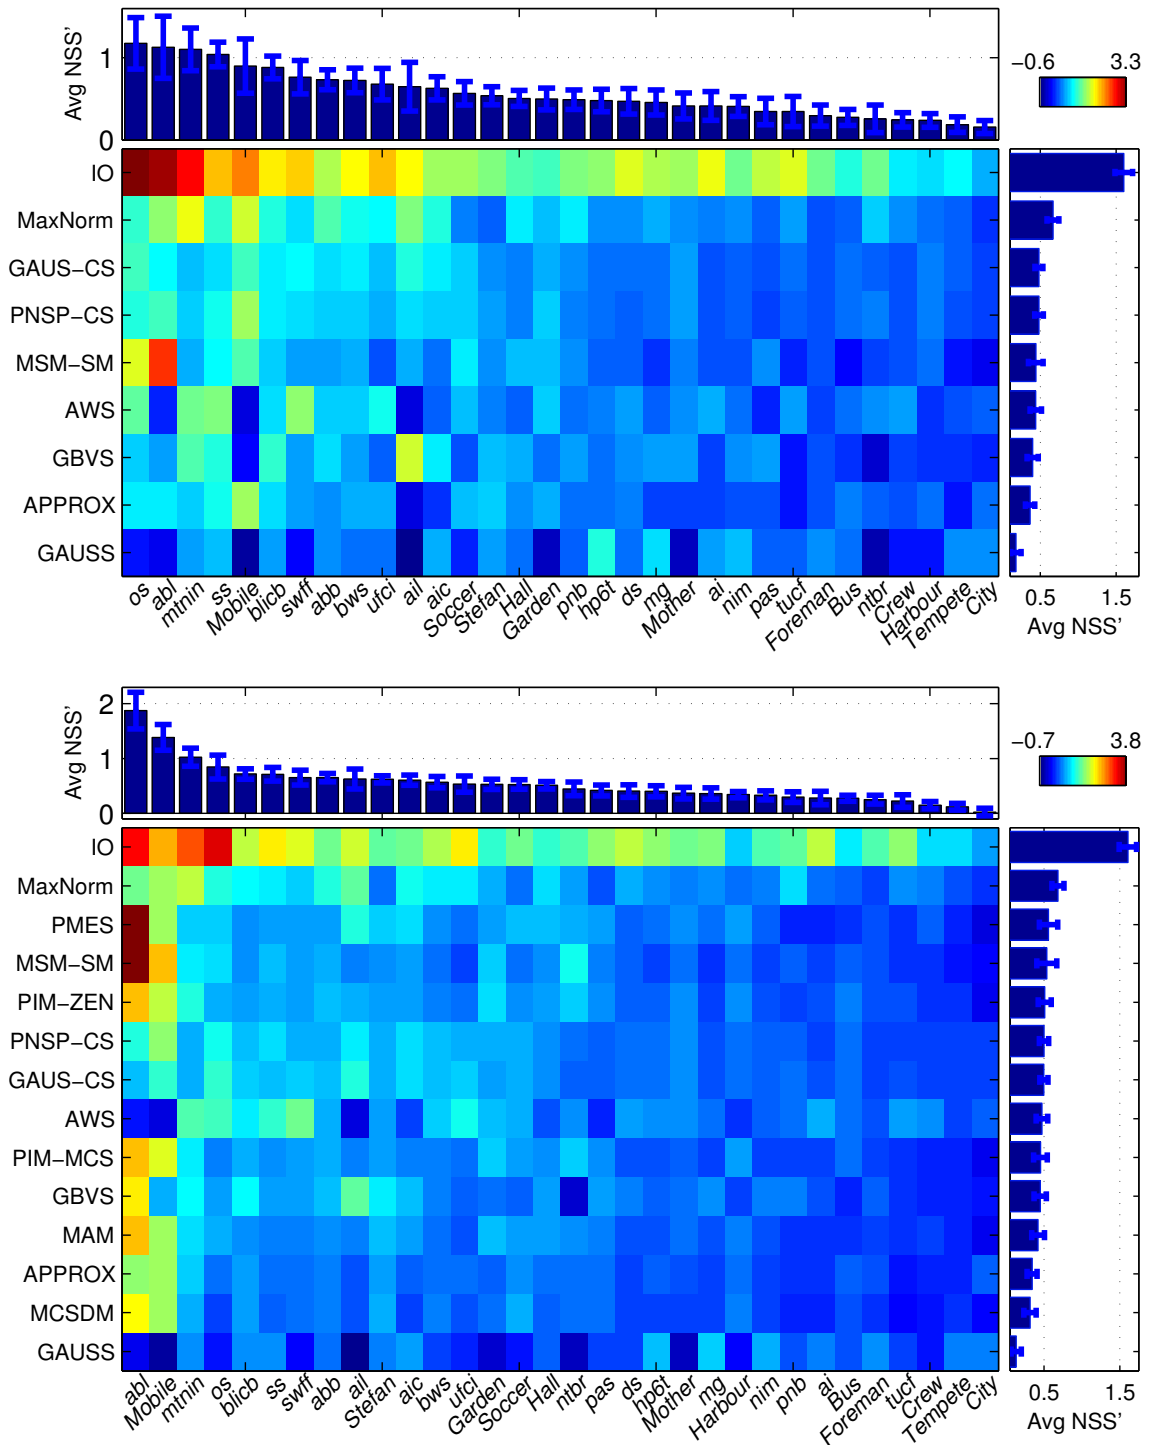 Avg NSS'
1
0
−0.6 3.3
IO
MaxNorm
GAUS−CS
PNSP−CS
MSM−SM
AWS
GBVS
APPROX
GAUSS
os abl mtnin ss Mobile blicb swff abb bws ufci ail aic Soccer Stefan Hall Garden pnb hp6t ds mg Mother ai nim pas tucf Foreman Bus ntbr Crew Harbour Tempete City
0.5 1.5
Avg NSS'
Avg NSS'
2
1
0
−0.7 3.8
IO
MaxNorm
PMES
MSM−SM
PIM−ZEN
PNSP−CS
GAUS−CS
AWS
PIM−MCS
GBVS
MAM
APPROX
MCSDM
GAUSS
abl Mobile mtnin os blicb ss swff abb ail Stefan aic bws ufci Garden Soccer Hall ntbr pas ds hp6t Mother mg Harbour nim pnb ai Bus Foreman tucf Crew Tempete City
0.5 1.5
Avg NSS'